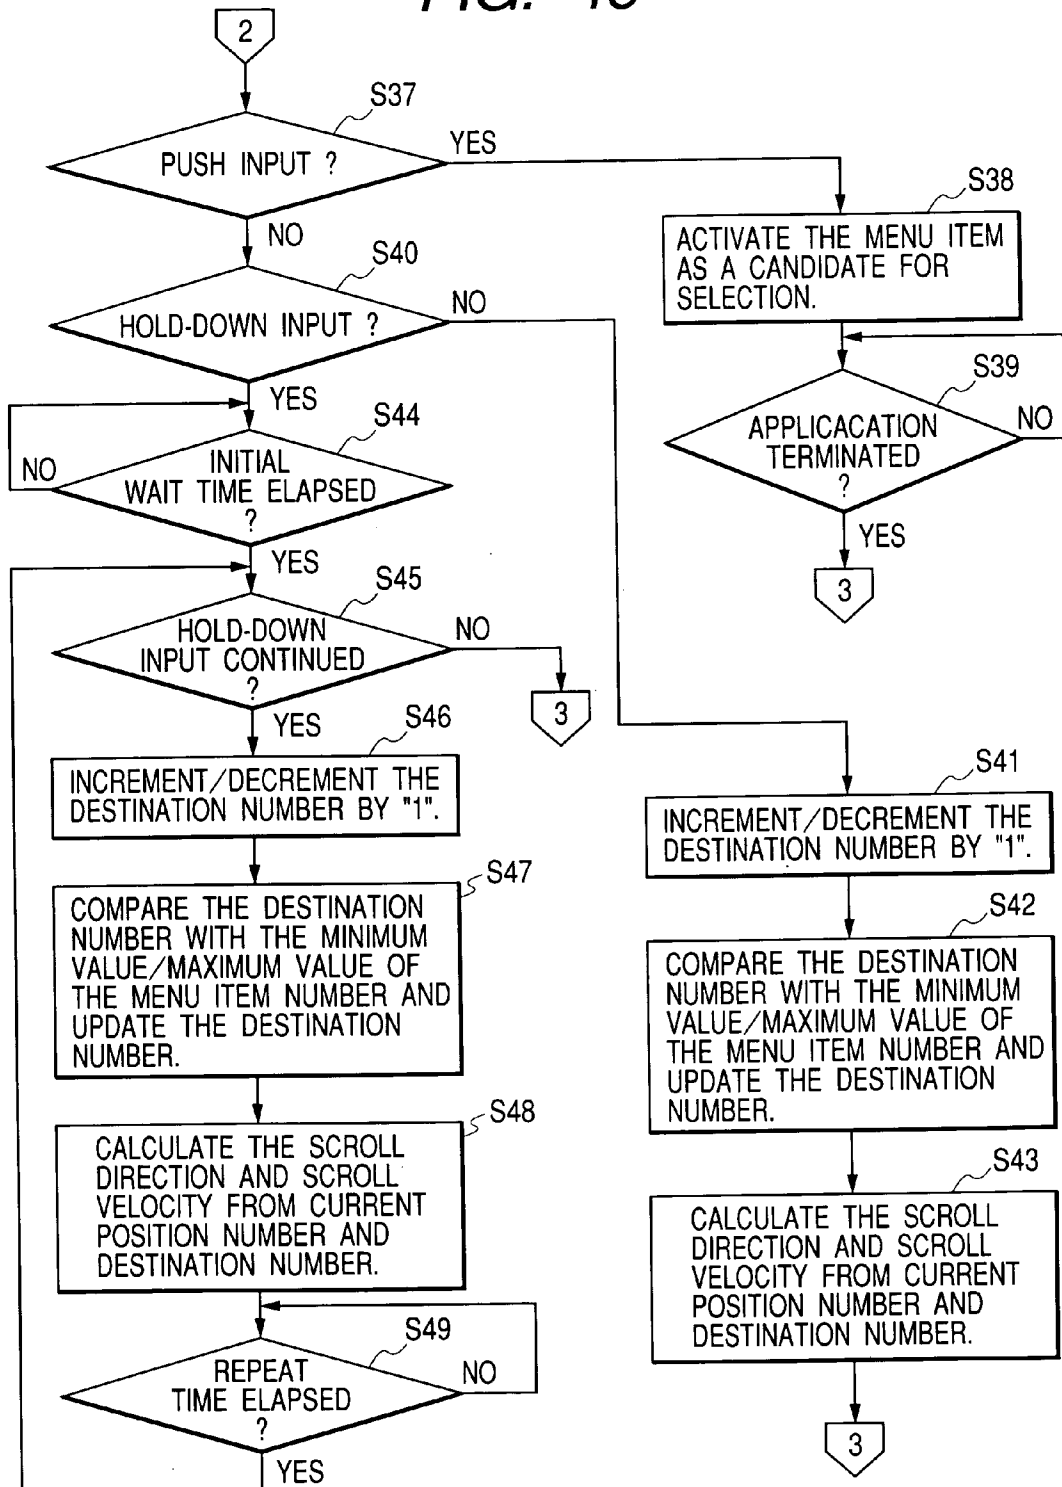 2
S37
PUSH INPUT ?
YES
NO
S38
ACTIVATE THE MENU ITEM
AS A CANDIDATE FOR
SELECTION.
S40
HOLD-DOWN INPUT ?
NO
YES
S39
APPLICACATION
TERMINATED
?
NO
YES
3
S44
INITIAL
WAIT TIME ELAPSED
?
NO
YES
S45
HOLD-DOWN
INPUT CONTINUED
?
NO
3
YES
S46
INCREMENT/DECREMENT THE
DESTINATION NUMBER BY "1".
S47
COMPARE THE DESTINATION
NUMBER WITH THE MINIMUM
VALUE/MAXIMUM VALUE OF
THE MENU ITEM NUMBER AND
UPDATE THE DESTINATION
NUMBER.
S48
CALCULATE THE SCROLL
DIRECTION AND SCROLL
VELOCITY FROM CURRENT
POSITION NUMBER AND
DESTINATION NUMBER.
S49
REPEAT
TIME ELAPSED
?
NO
YES
S41
INCREMENT/DECREMENT THE
DESTINATION NUMBER BY "1".
S42
COMPARE THE DESTINATION
NUMBER WITH THE MINIMUM
VALUE/MAXIMUM VALUE OF
THE MENU ITEM NUMBER AND
UPDATE THE DESTINATION
NUMBER.
S43
CALCULATE THE SCROLL
DIRECTION AND SCROLL
VELOCITY FROM CURRENT
POSITION NUMBER AND
DESTINATION NUMBER.
3